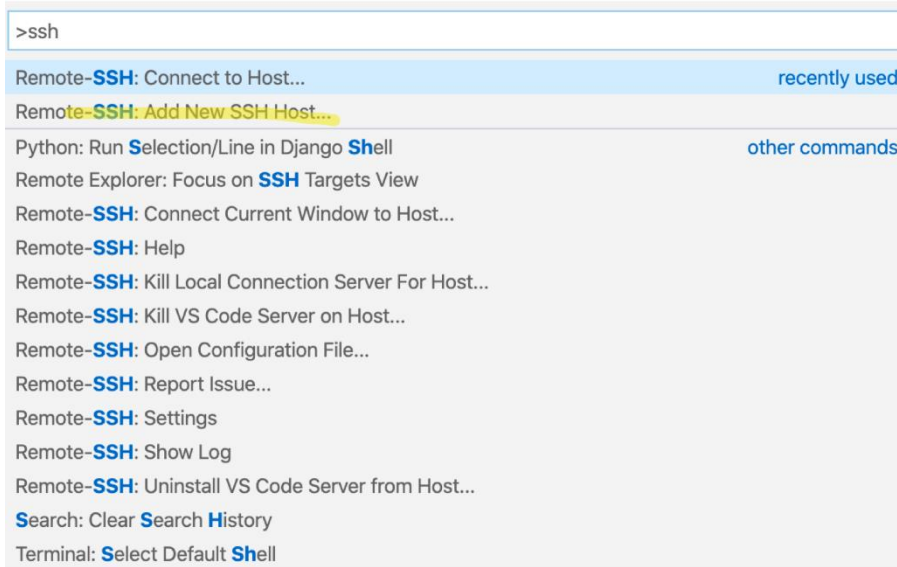 >ssh
Remote-SSH: Connect to Host... recently used
Remote-SSH: Add New SSH Host...
Python: Run Selection/Line in Django Shell other commands
Remote Explorer: Focus on SSH Targets View
Remote-SSH: Connect Current Window to Host...
Remote-SSH: Help
Remote-SSH: Kill Local Connection Server For Host...
Remote-SSH: Kill VS Code Server on Host...
Remote-SSH: Open Configuration File...
Remote-SSH: Report Issue...
Remote-SSH: Settings
Remote-SSH: Show Log
Remote-SSH: Uninstall VS Code Server from Host...
Search: Clear Search History
Terminal: Select Default Shell